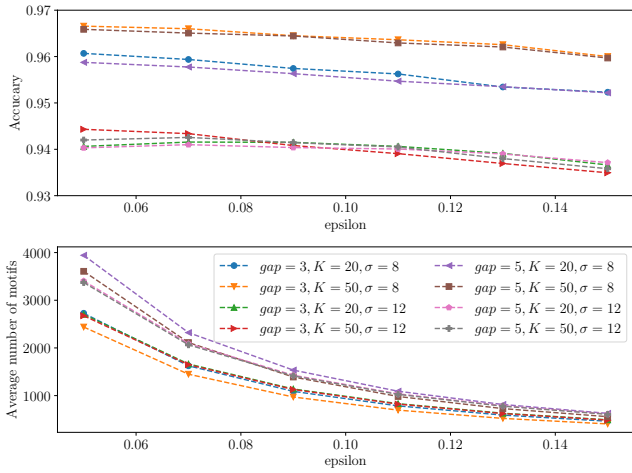 0.97
0.96
0.95
0.94
0.93
Accucary
0.06 0.08 0.10 0.12 0.14
epsilon
4000
3000
2000
1000
Average number of motifs
gap = 3, K = 20, σ = 8
gap = 3, K = 50, σ = 8
gap = 3, K = 20, σ = 12
gap = 3, K = 50, σ = 12
gap = 5, K = 20, σ = 8
gap = 5, K = 50, σ = 8
gap = 5, K = 20, σ = 12
gap = 5, K = 50, σ = 12
0.06 0.08 0.10 0.12 0.14
epsilon